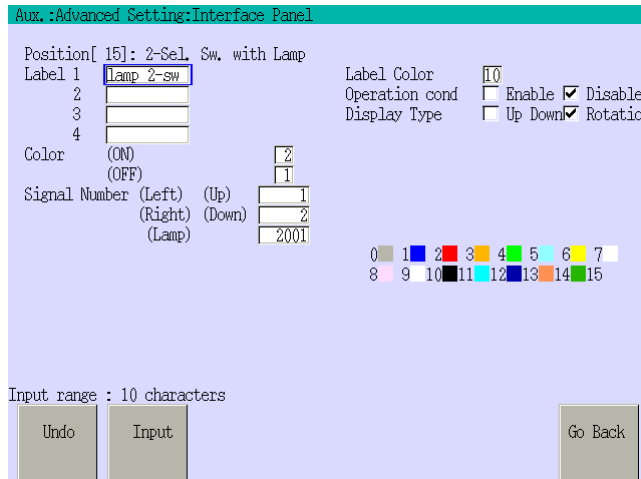 Aux.:Advanced Setting:Interface Panel
Position[ 15]: 2-Sel. Sw. with Lamp
Label 1 lamp 2-sw
2
3
4
Label Color 10
Operation cond Enable Disable
Display Type Up Down Rotatio
Color (ON) 2
(OFF) 1
Signal Number (Left) (Up) 1
(Right) (Down) 2
(Lamp) 2001
0 1 2 3 4 5 6 7
8 9 10 11 12 13 14 15
Input range : 10 characters
Undo Input Go Back